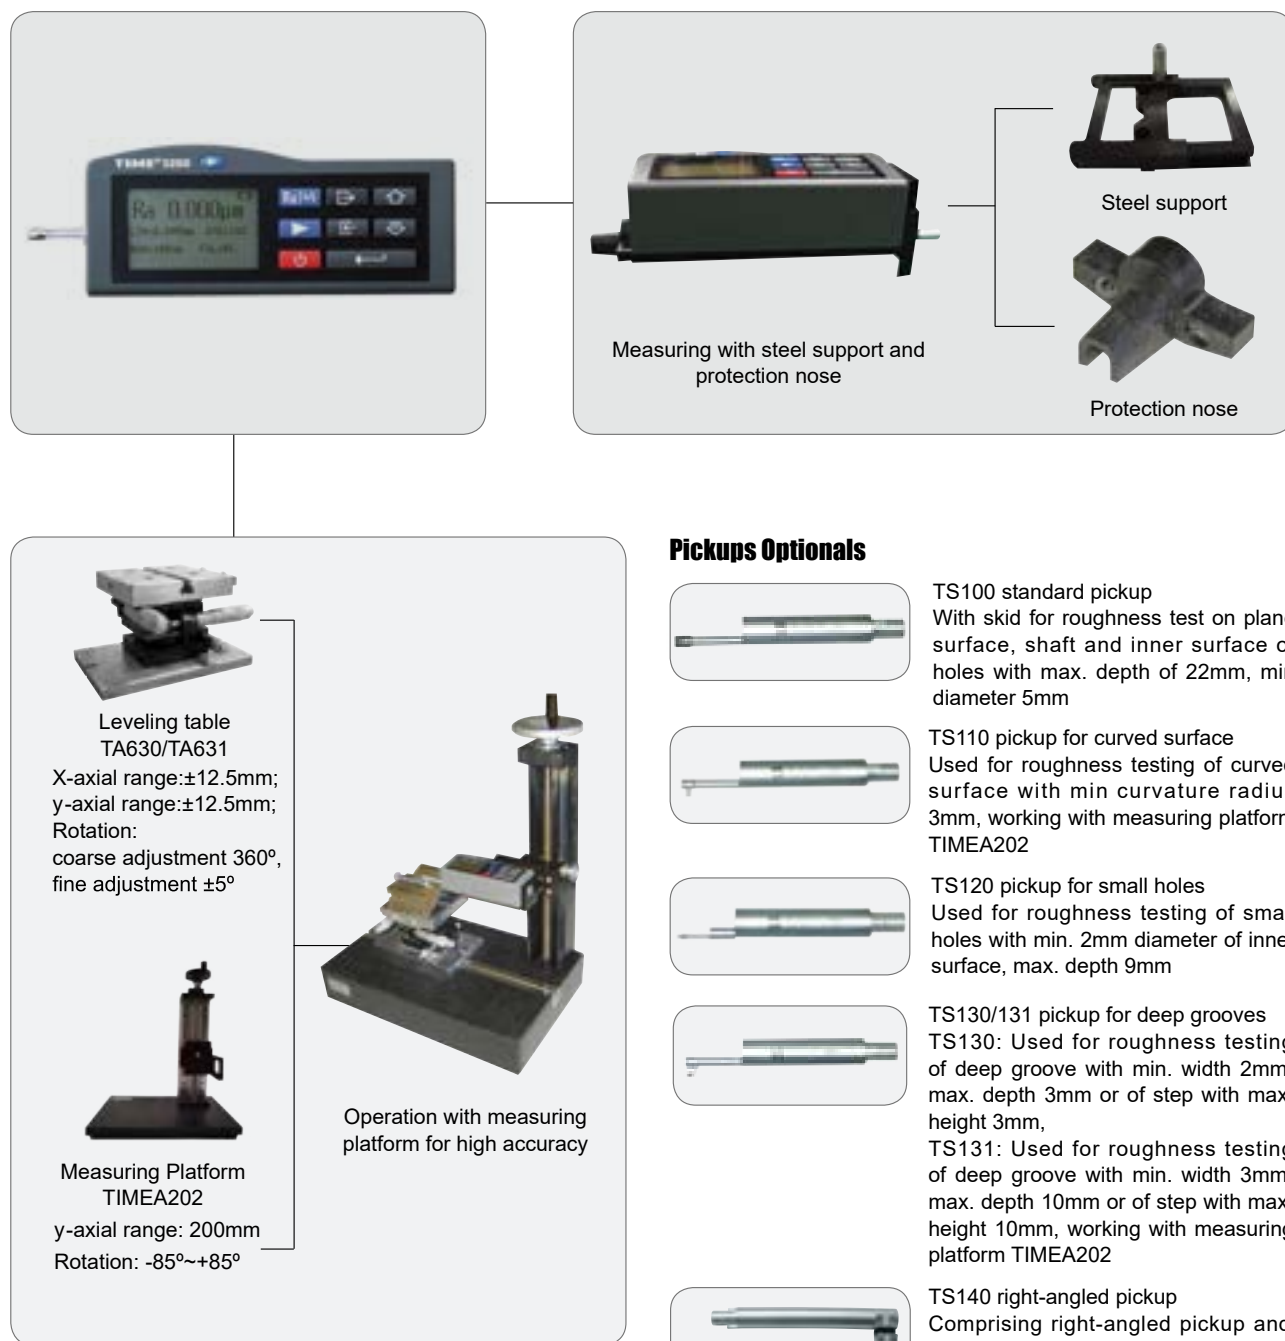 Ra 0.000µm
Steel support
Measuring with steel support and
protection nose
Protection nose
Leveling table
TA630/TA631
X-axial range:±12.5mm;
y-axial range:±12.5mm;
Rotation:
coarse adjustment 360º,
fine adjustment ±5º
Measuring Platform
TIMEA202
y-axial range: 200mm
Rotation: -85º~+85º
Operation with measuring
platform for high accuracy
Pickups Optionals
TS100 standard pickup
With skid for roughness test on plan
surface, shaft and inner surface o
holes with max. depth of 22mm, min
diameter 5mm
TS110 pickup for curved surface
Used for roughness testing of curved
surface with min curvature radiu
3mm, working with measuring platform
TIMEA202
TS120 pickup for small holes
Used for roughness testing of sma
holes with min. 2mm diameter of inne
surface, max. depth 9mm
TS130/131 pickup for deep grooves
TS130: Used for roughness testing
of deep groove with min. width 2mm
max. depth 3mm or of step with max
height 3mm,
TS131: Used for roughness testing
of deep groove with min. width 3mm
max. depth 10mm or of step with max
height 10mm, working with measuring
platform TIMEA202
TS140 right-angled pickup
Comprising right-angled pickup and